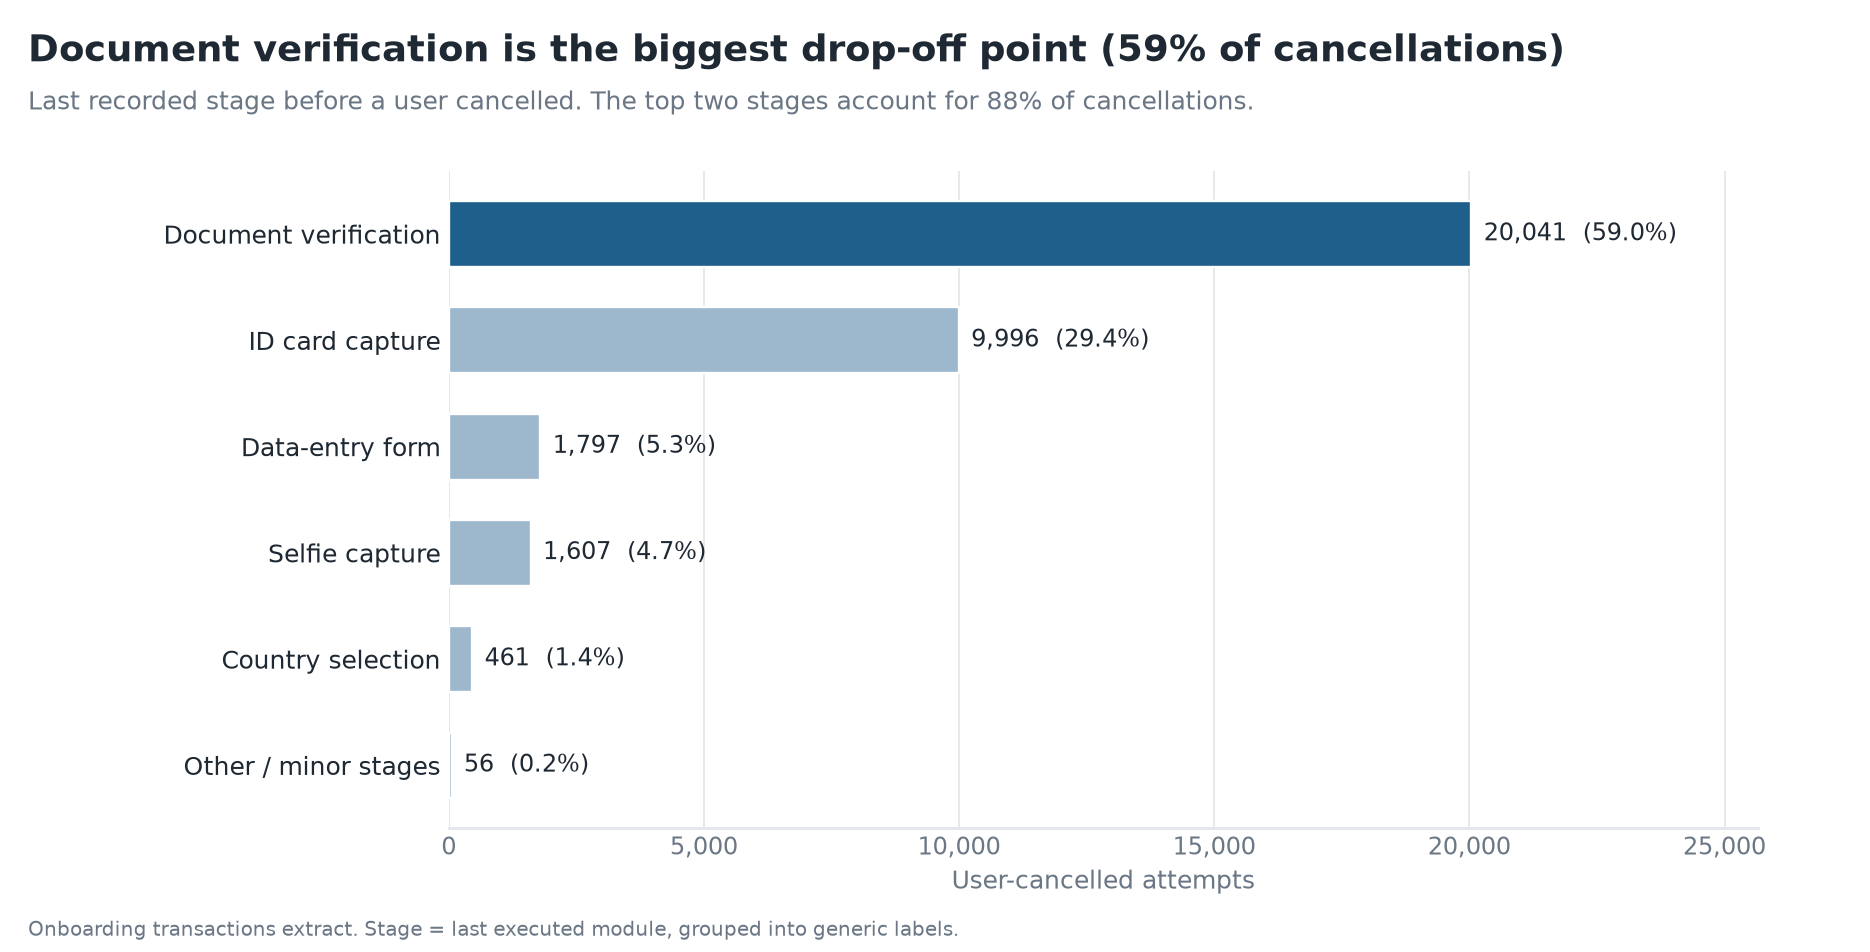 Document verification is the biggest drop-off point (59% of cancellations)
Last recorded stage before a user cancelled. The top two stages account for 88% of cancellations.
Document verification 20,041 (59.0%)
ID card capture 9,996 (29.4%)
Data-entry form 1,797 (5.3%)
Selfie capture 1,607 (4.7%)
Country selection 461 (1.4%)
Other / minor stages 56 (0.2%)
0 5,000 10,000 15,000 20,000 25,000
User-cancelled attempts
Onboarding transactions extract. Stage = last executed module, grouped into generic labels.